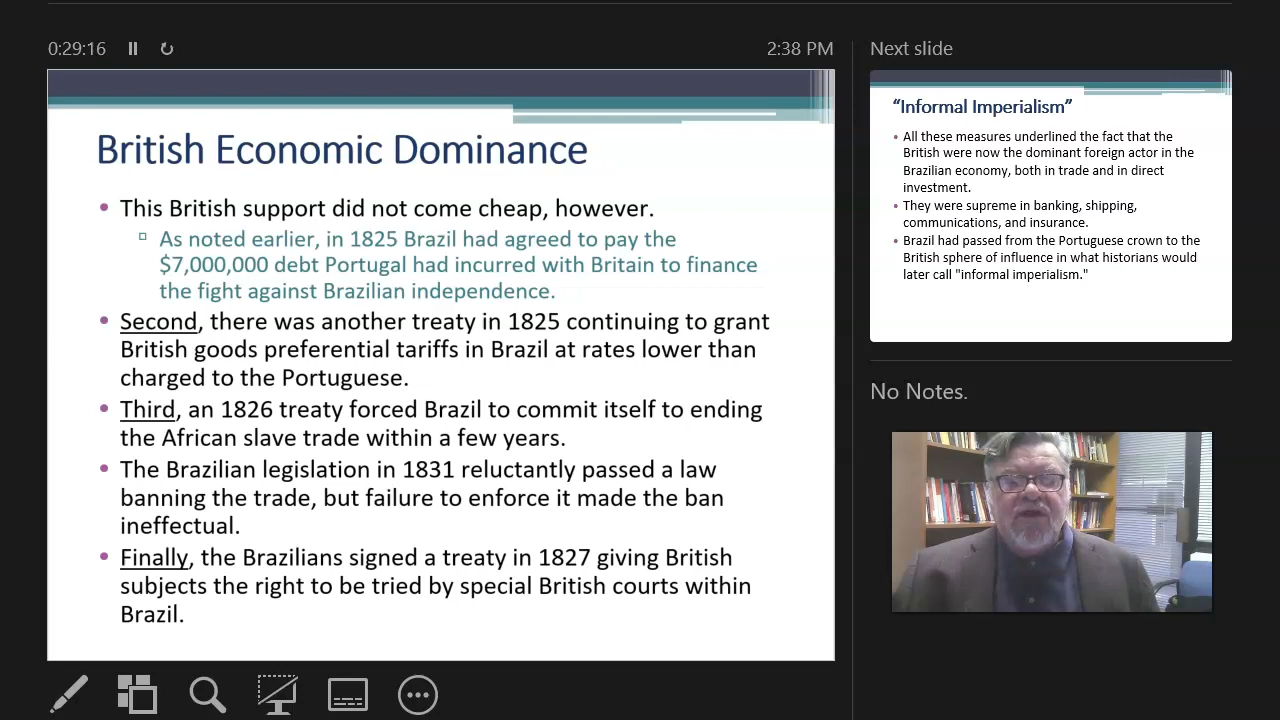 0:29:16
2:38 PM
British Economic Dominance
• This British support did not come cheap, however.
▫ As noted earlier, in 1825 Brazil had agreed to pay the
$7,000,000 debt Portugal had incurred with Britain to finance
the fight against Brazilian independence.
• Second, there was another treaty in 1825 continuing to grant
British goods preferential tariffs in Brazil at rates lower than
charged to the Portuguese.
• Third, an 1826 treaty forced Brazil to commit itself to ending
the African slave trade within a few years.
• The Brazilian legislation in 1831 reluctantly passed a law
banning the trade, but failure to enforce it made the ban
ineffectual.
• Finally, the Brazilians signed a treaty in 1827 giving British
subjects the right to be tried by special British courts within
Brazil.
Next slide
“Informal Imperialism”
• All these measures underlined the fact that the
British were now the dominant foreign actor in the
Brazilian economy, both in trade and in direct
investment.
• They were supreme in banking, shipping,
communications, and insurance.
• Brazil had passed from the Portuguese crown to the
British sphere of influence in what historians would
later call "informal imperialism."
No Notes.